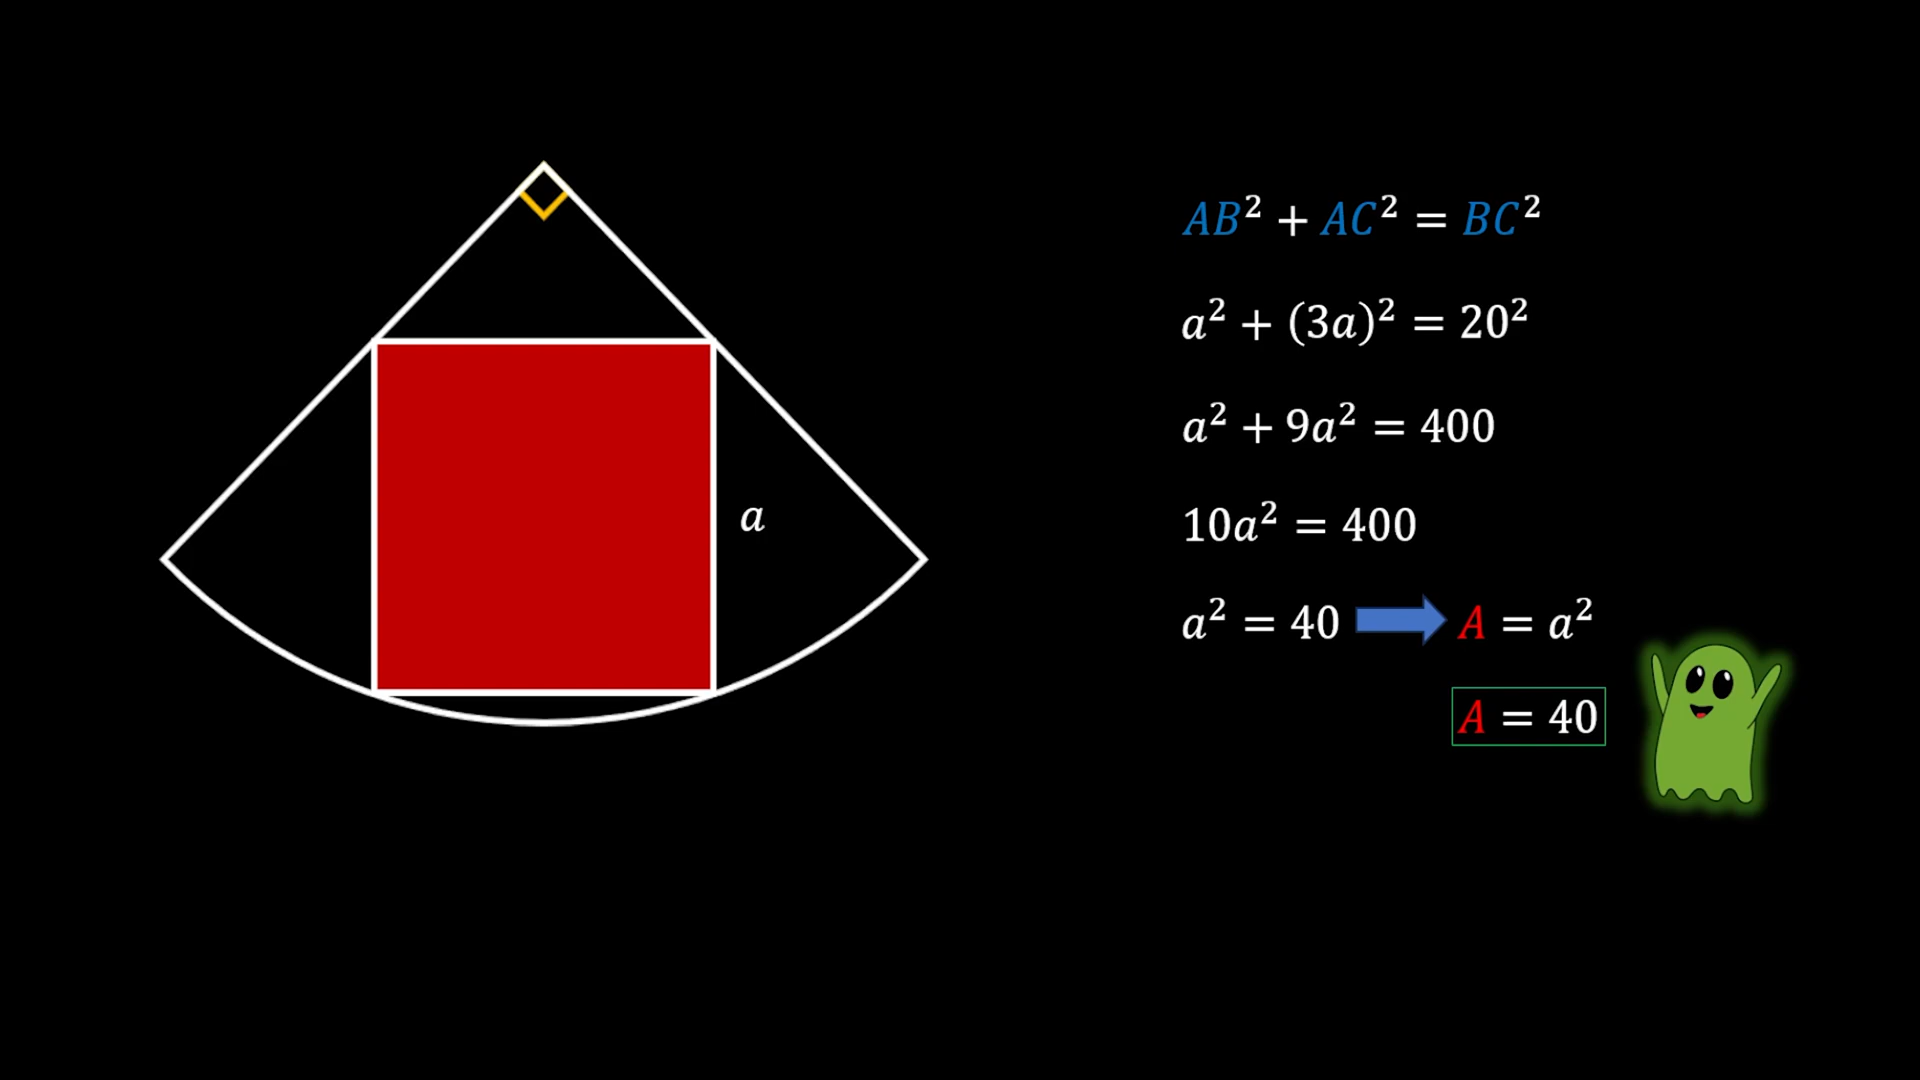 AB² + AC² = BC²
a² + (3a)² = 20²
a² + 9a² = 400
10a² = 400
a
a² = 40 A = a²
A = 40